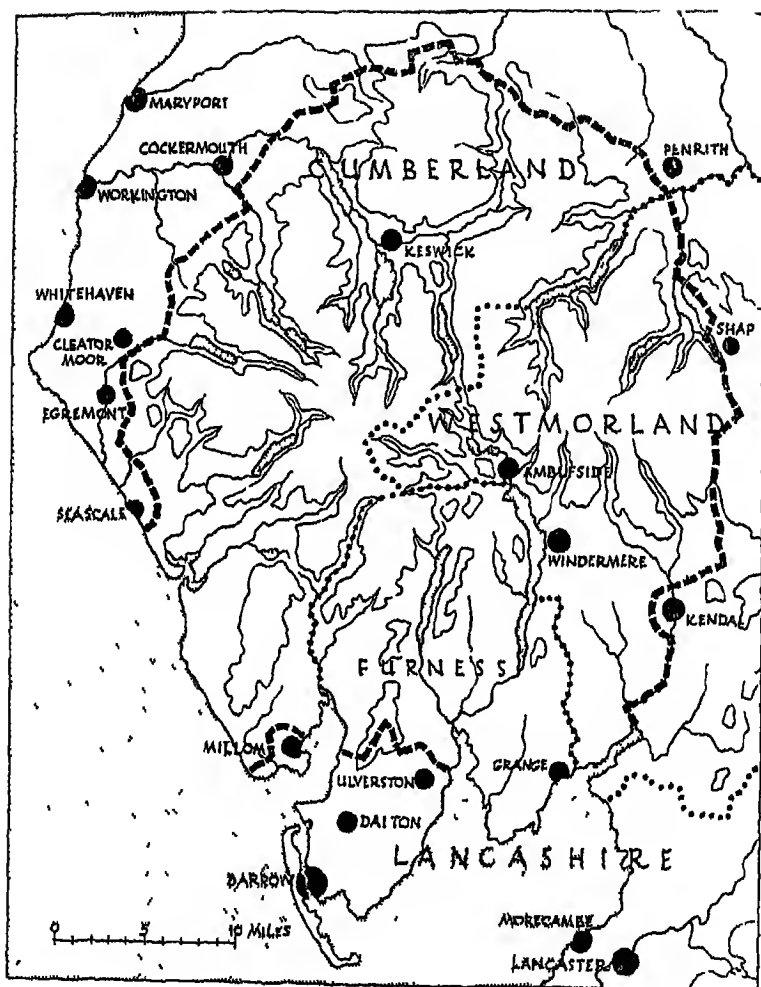 MARYPORT
COCKERMOUTH
PENRITH
CUMBERLAND
WORKINGTON
KESWICK
WHITEHAVEN
CLEATOR
MOOR
SHAP
EGREMONT
WESTMORLAND
AMBLESIDE
SEASCALE
WINDERMERE
KENDAL
FURNESS
MILLOM
GRANGE
ULVERSTON
DALTON
LANCASHIRE
BARROW
0 5 10 MILES
MORECAMBE
LANCASTER